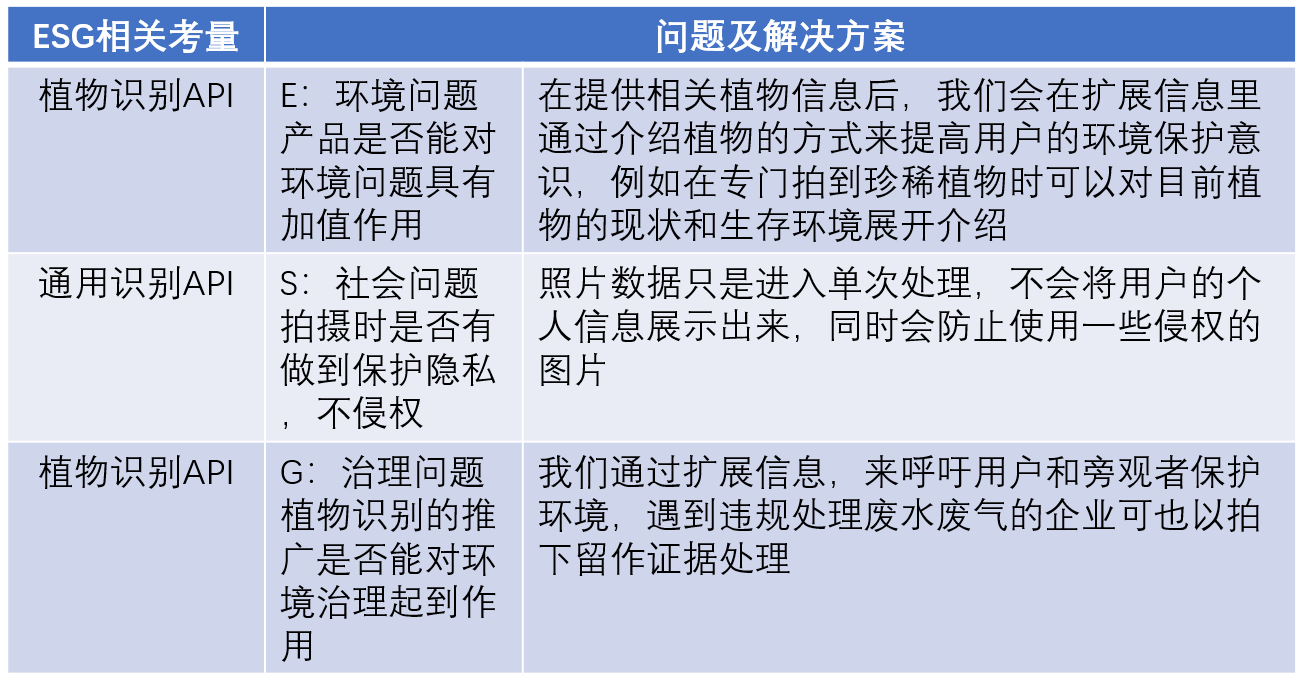 ESG相关考量
问题及解决方案
植物识别API
E：环境问题
产品是否能对
环境问题具有
加值作用
在提供相关植物信息后，我们会在扩展信息里
通过介绍植物的方式来提高用户的环境保护意
识，例如在专门拍到珍稀植物时可以对目前植
物的现状和生存环境展开介绍
通用识别API
S：社会问题
拍摄时是否有
做到保护隐私
，不侵权
照片数据只是进入单次处理，不会将用户的个
人信息展示出来，同时会防止使用一些侵权的
图片
植物识别API
G：治理问题
植物识别的推
广是否能对环
境治理起到作
用
我们通过扩展信息，来呼吁用户和旁观者保护
环境，遇到违规处理废水废气的企业可也以拍
下留作证据处理